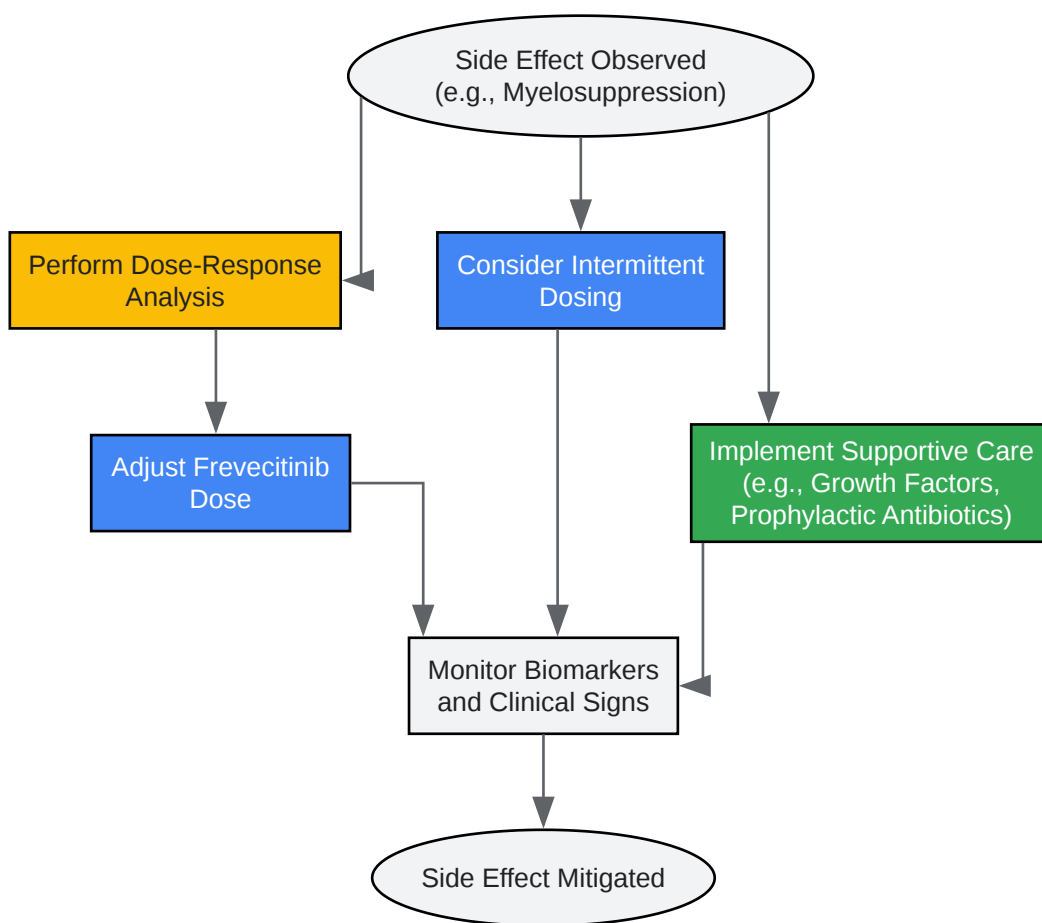 Side Effect Observed
(e.g., Myelosuppression)
Perform Dose-Response
Analysis
Consider Intermittent
Dosing
Adjust Frevecitinib
Dose
Implement Supportive Care
(e.g., Growth Factors,
Prophylactic Antibiotics)
Monitor Biomarkers
and Clinical Signs
Side Effect Mitigated